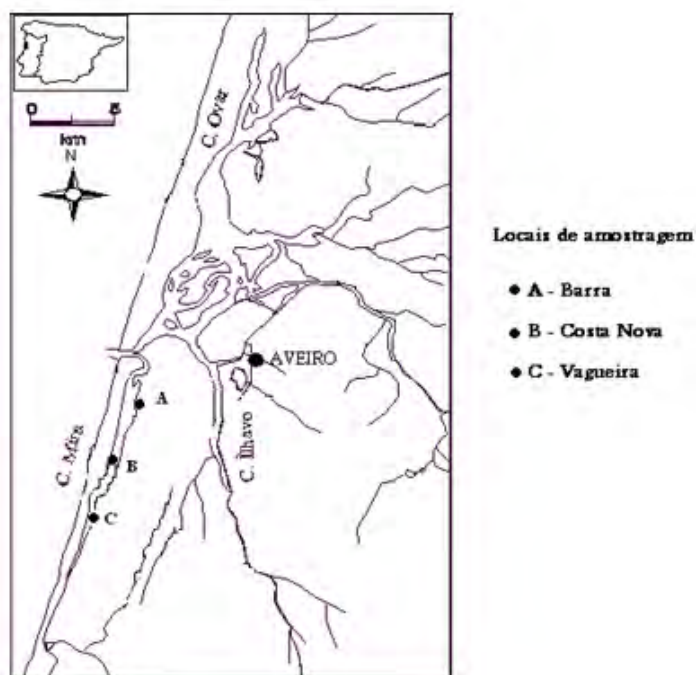 0 5
km
N
C. Ovar
Locais de amostragem
A - Barra
B - Costa Nova
C - Vagueira
AVEIRO
A
C. Mira
B
C. Ílhavo
C